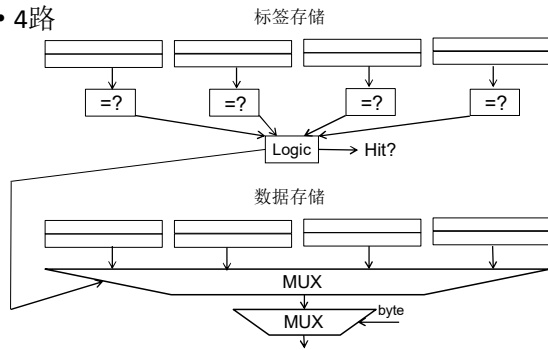 • 4路
标签存储
=? =? =? =?
Logic Hit?
数据存储
MUX
byte
MUX